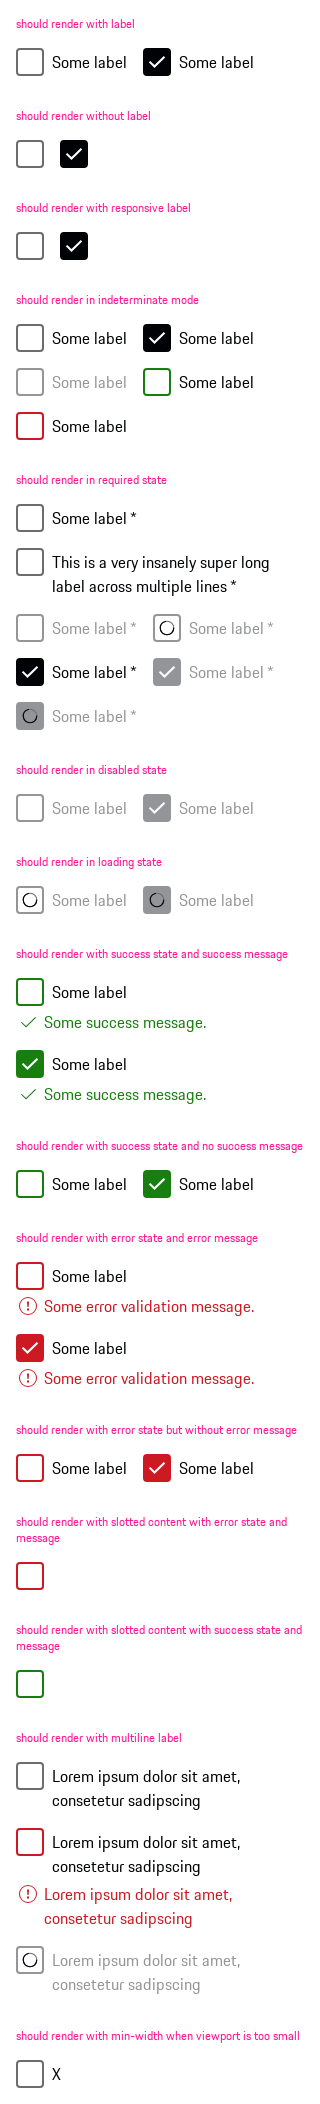 should render with label
Some label Some label
should render without label
should render with responsive label
should render in indeterminate mode
Some label Some label
Some label Some label
Some label
should render in required state
Some label *
This is a very insanely super long
label across multiple lines *
Some label * Some label *
Some label * Some label *
Some label *
should render in disabled state
Some label Some label
should render in loading state
Some label Some label
should render with success state and success message
Some label
Some success message.
Some label
Some success message.
should render with success state and no success message
Some label Some label
should render with error state and error message
Some label
Some error validation message.
Some label
Some error validation message.
should render with error state but without error message
Some label Some label
should render with slotted content with error state and
message
should render with slotted content with success state and
message
should render with multiline label
Lorem ipsum dolor sit amet,
consetetur sadipscing
Lorem ipsum dolor sit amet,
consetetur sadipscing
Lorem ipsum dolor sit amet,
consetetur sadipscing
Lorem ipsum dolor sit amet,
consetetur sadipscing
should render with min-width when viewport is too small
X